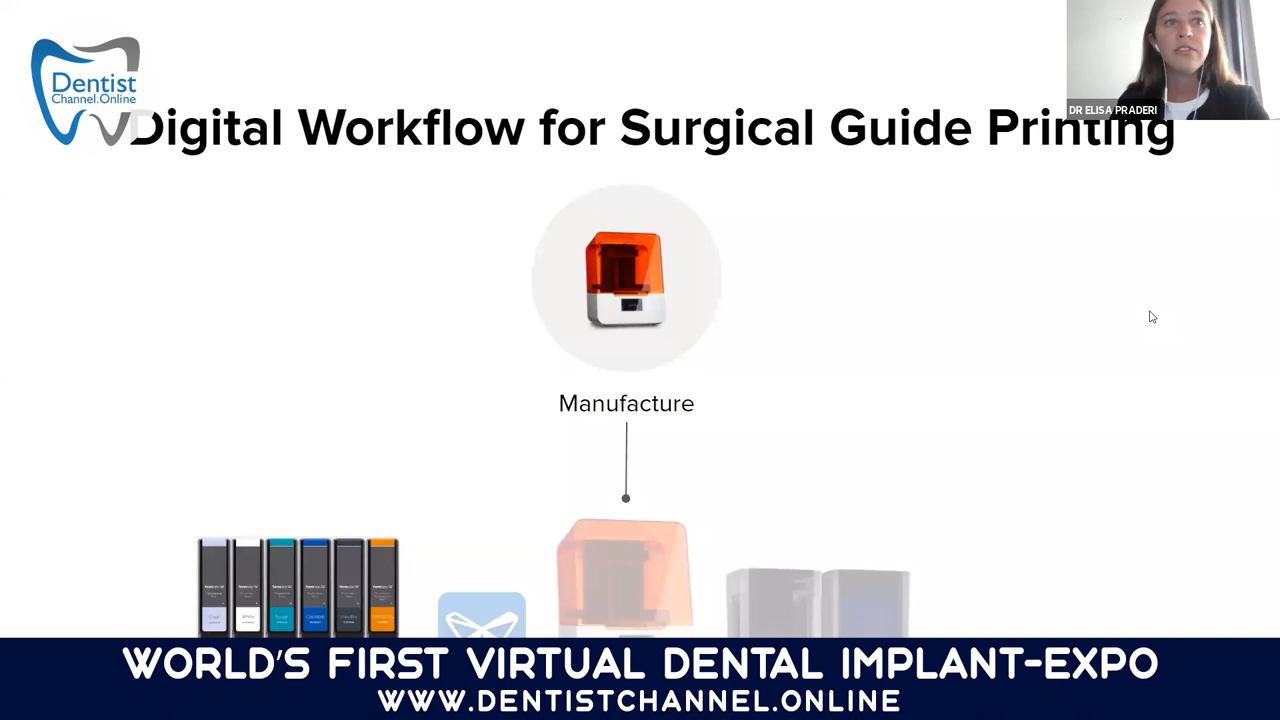 Dentist
Channel.Online
DR ELISA PRADERI
Digital Workflow for Surgical Guide Printing
Manufacture
WORLD'S FIRST VIRTUAL DENTAL IMPLANT-EXPO
WWW.DENTISTCHANNEL.ONLINE